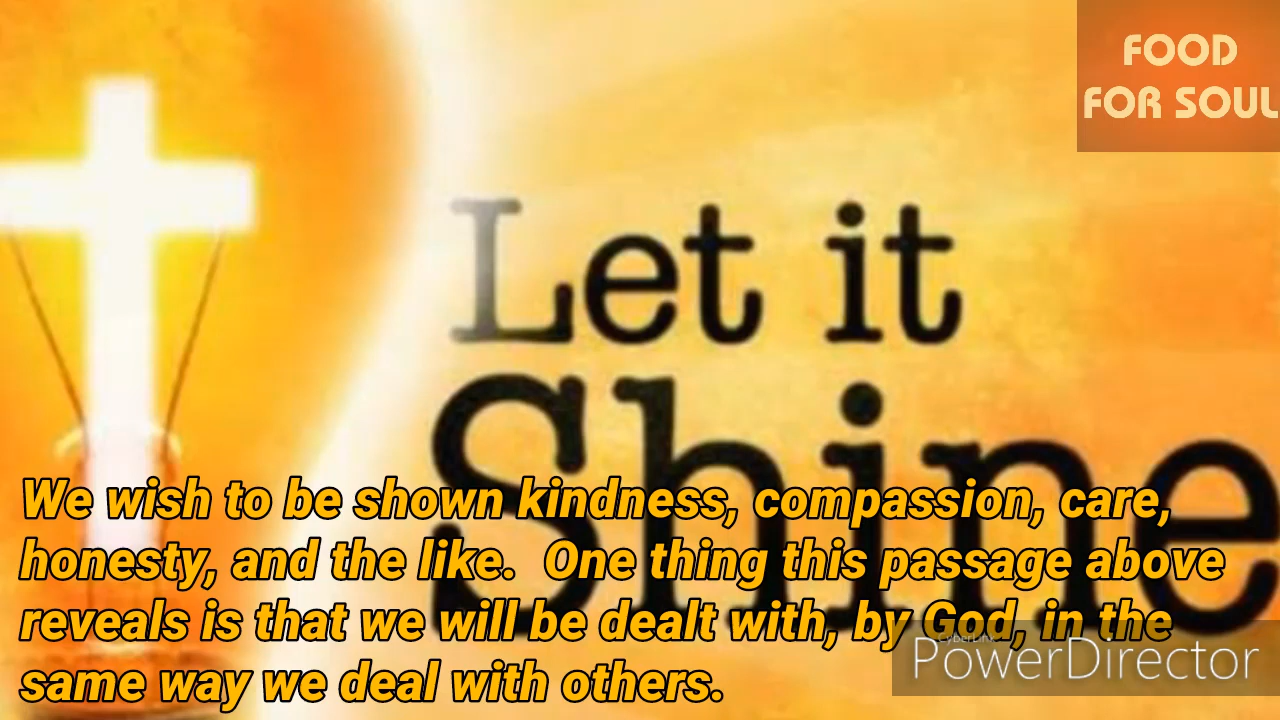 FOOD
FOR SOUL
Let it
Shine
We wish to be shown kindness, compassion, care,
honesty, and the like.  One thing this passage above
reveals is that we will be dealt with, by God, in the
same way we deal with others.
CyberLink
PowerDirector